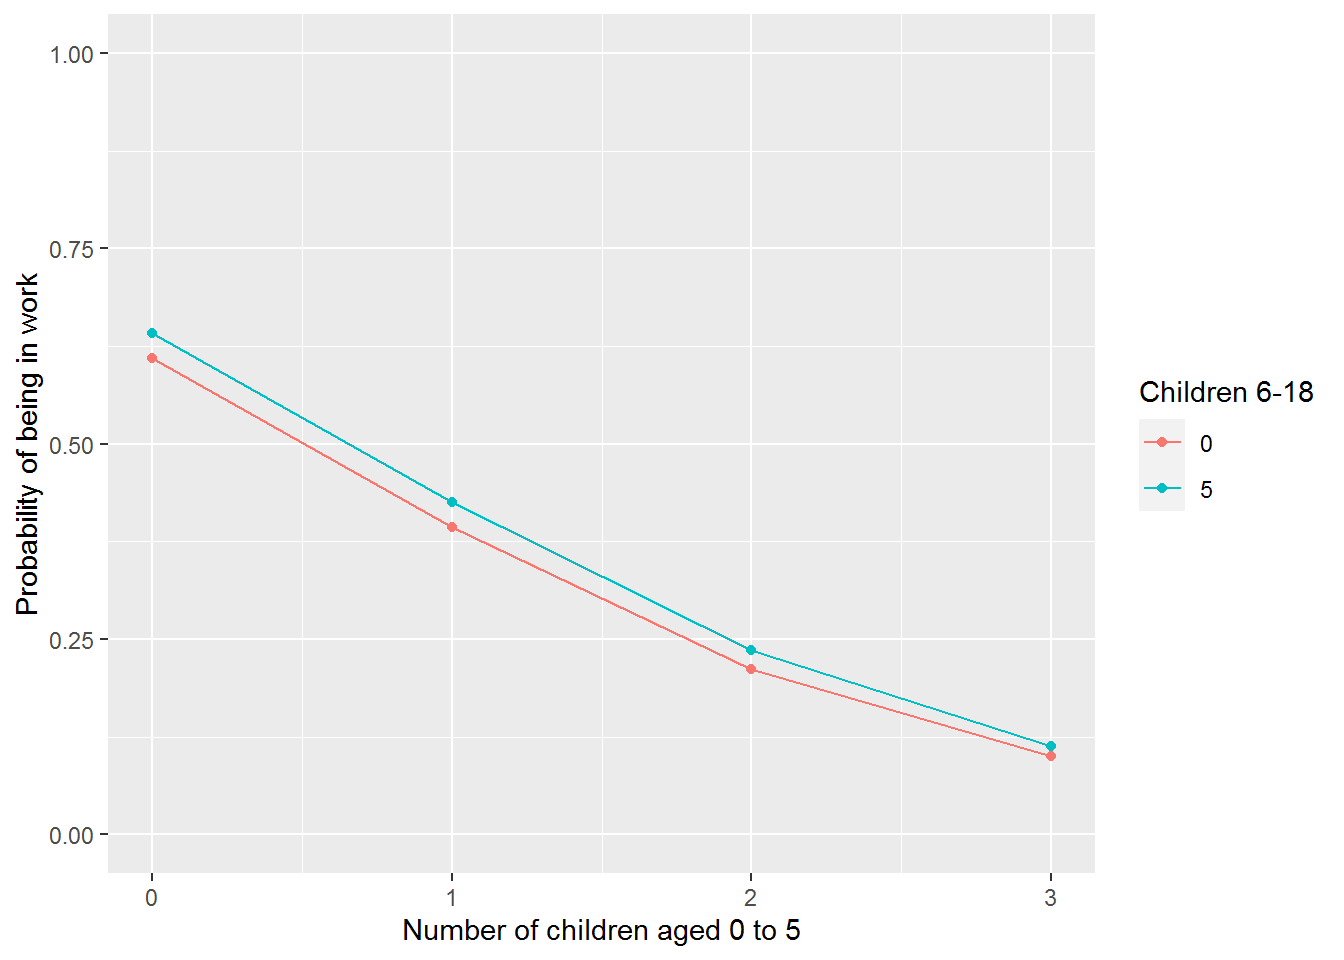 1.00
0.75
0.50
0.25
0.00
Probability of being in work
0 1 2 3
Number of children aged 0 to 5
Children 6-18
0
5